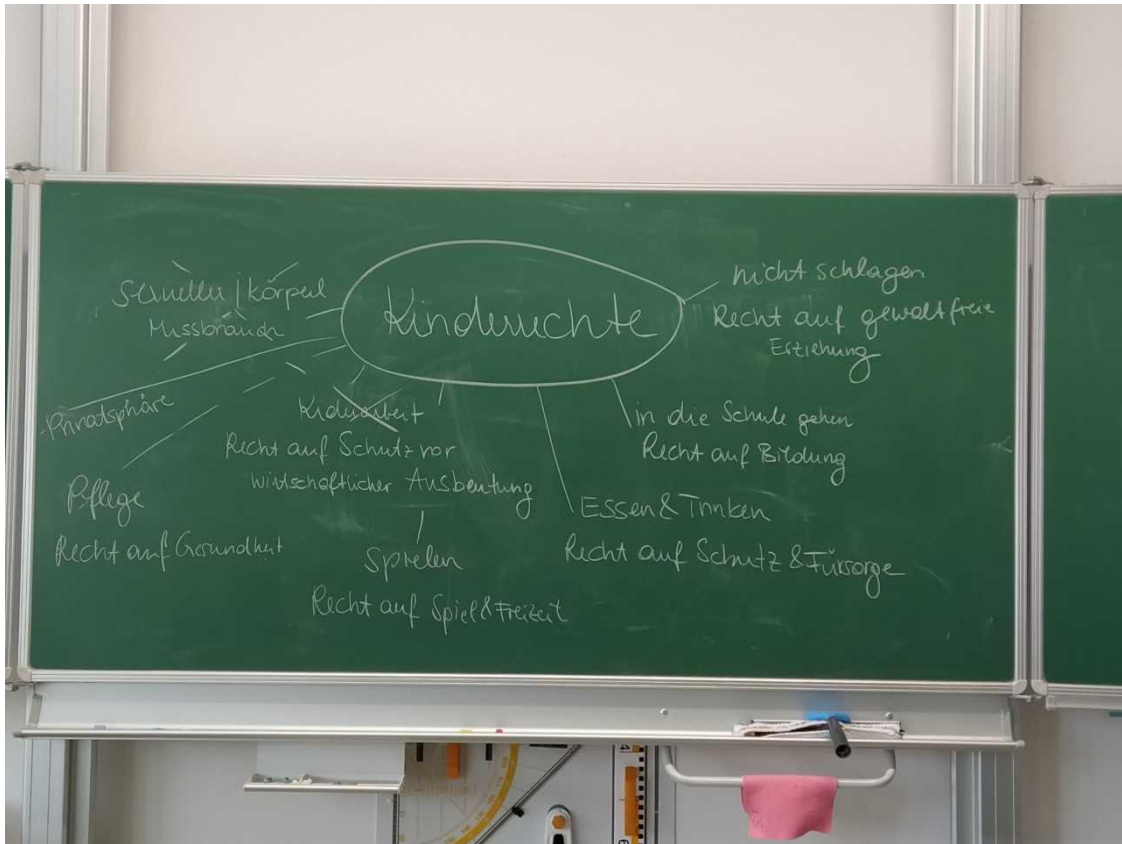 Kinderrechte
nicht schlagen
Recht auf gewaltfreie
Erziehung
in die Schule gehen
Recht auf Bildung
Essen & Trinken
Recht auf Schutz & Fürsorge
Kinderarbeit
Recht auf Schutz vor
wirtschaftlicher Ausbeutung
Spielen
Recht auf Spiel & Freizeit
Pflege
Recht auf Gesundheit
Privatsphäre
sexueller | körperl
Missbrauch